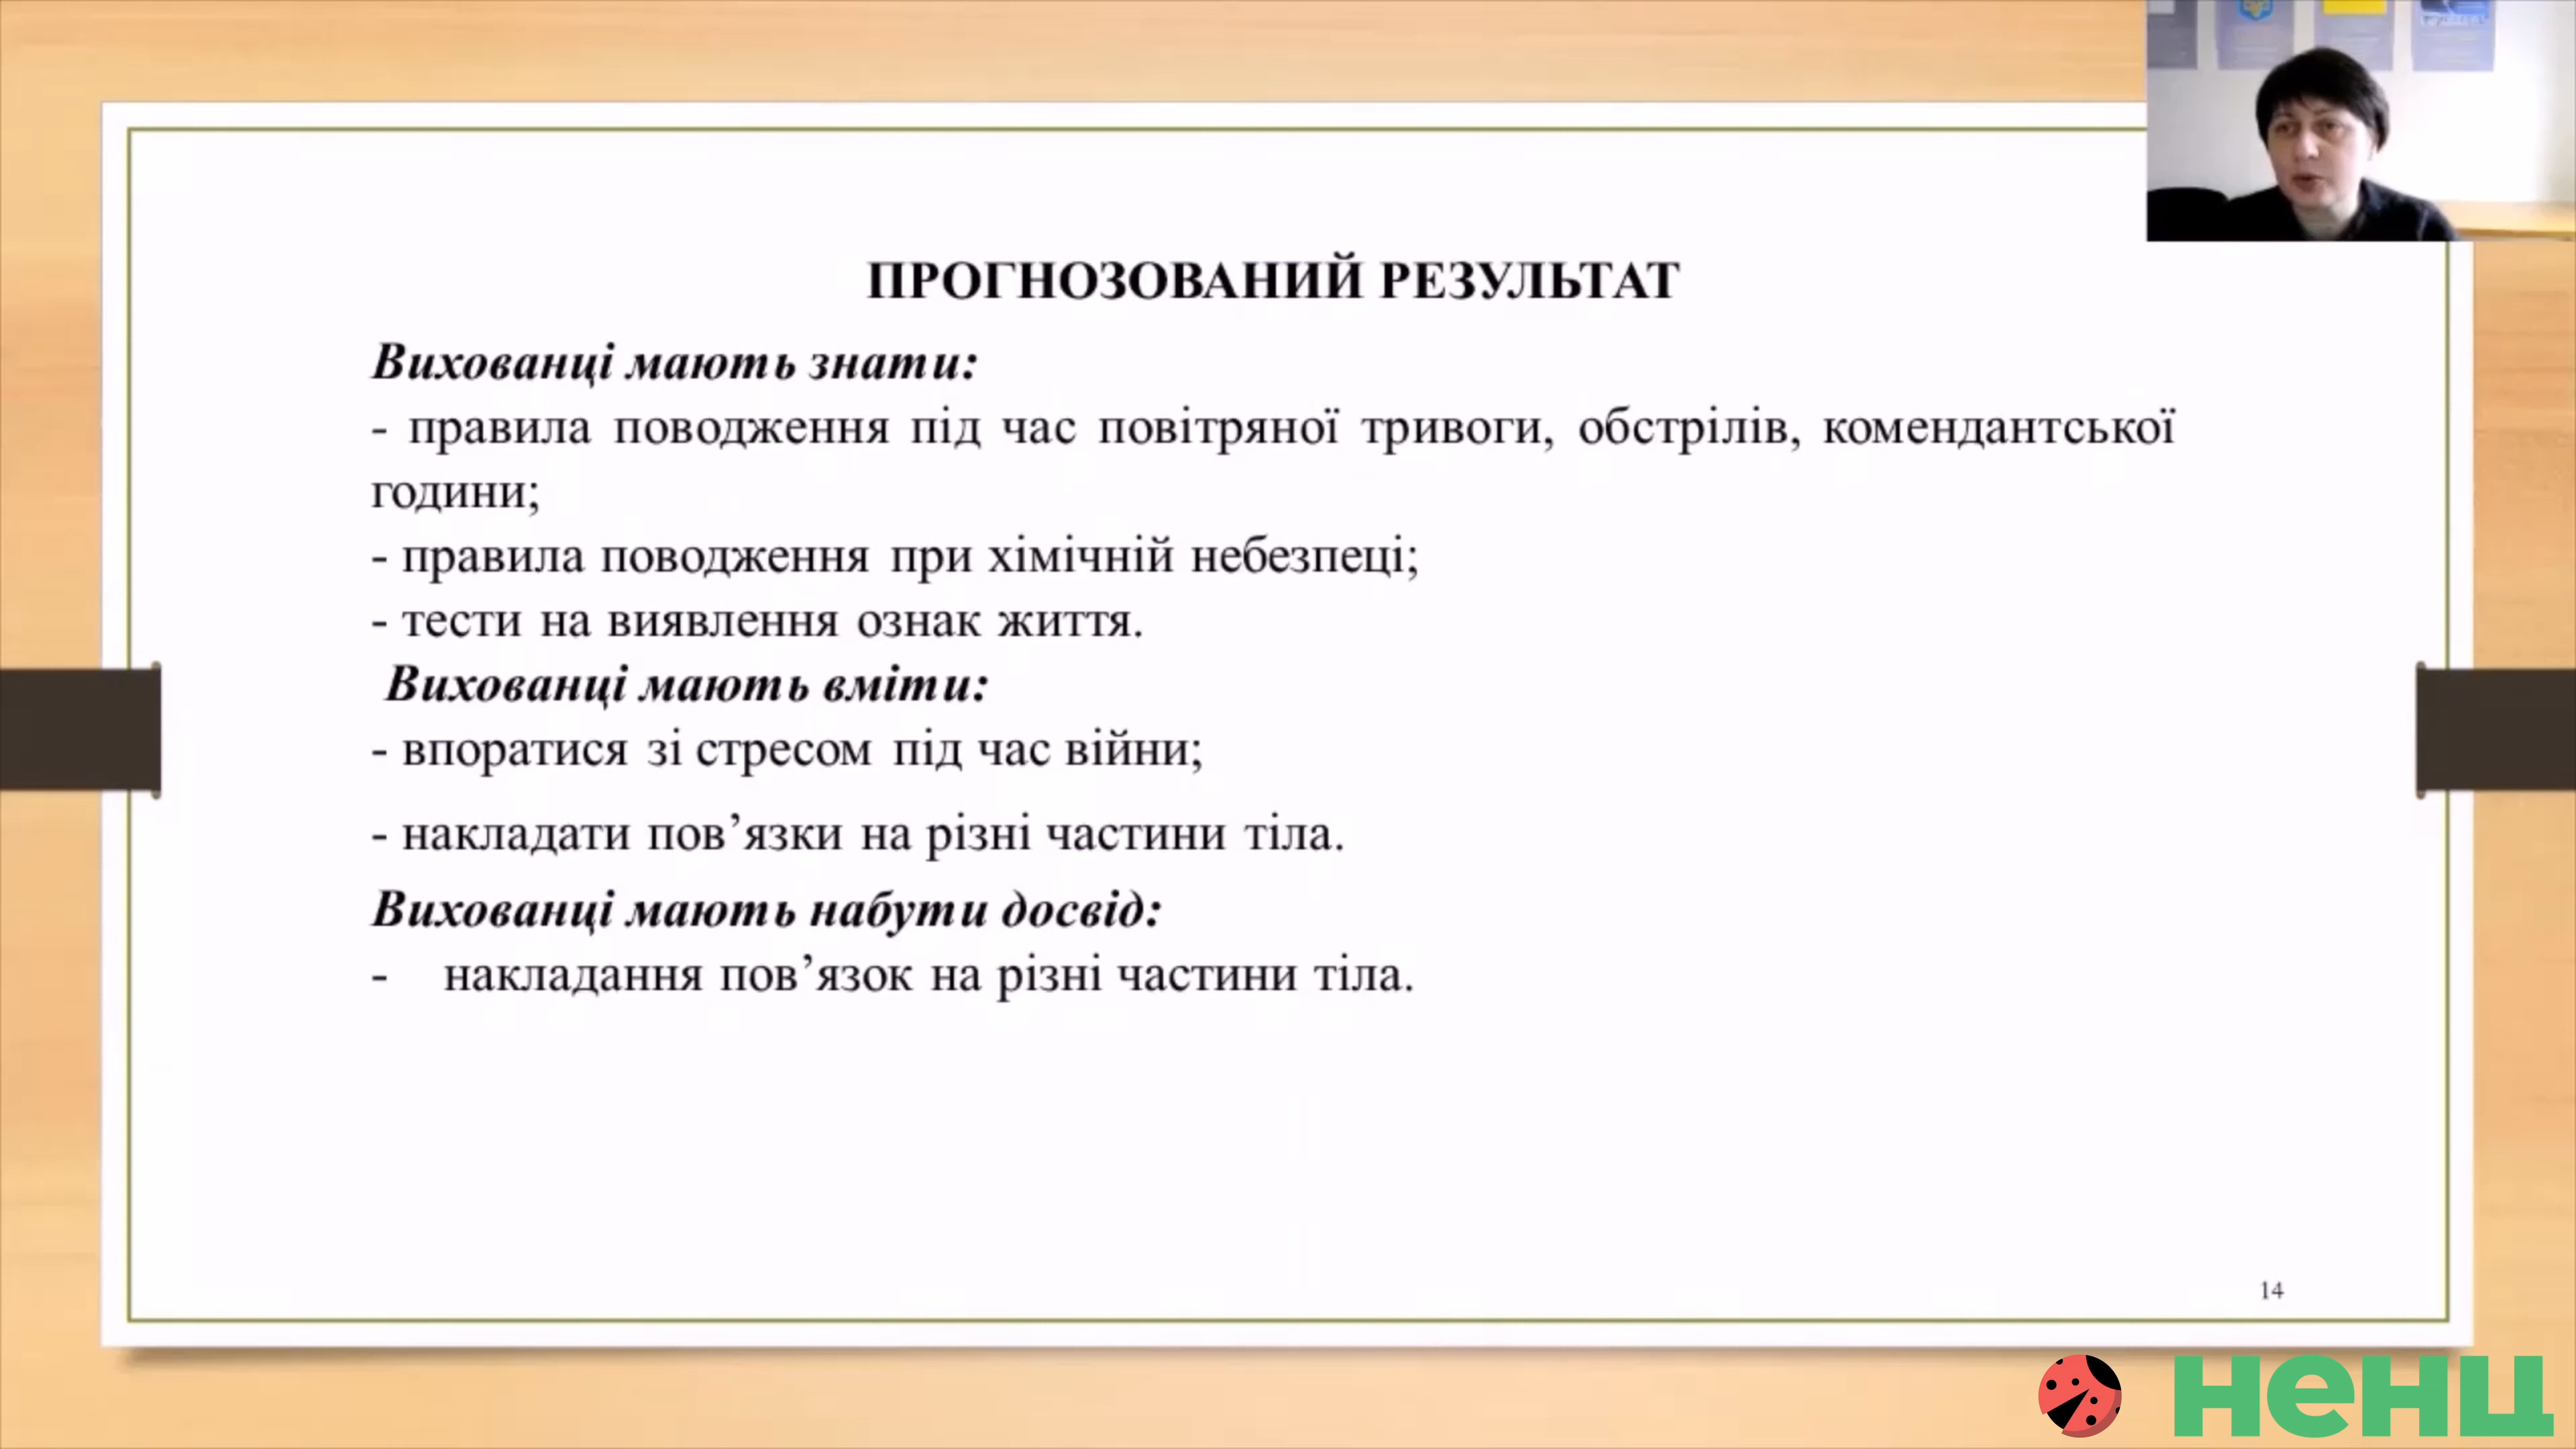 ПРОГНОЗОВАНИЙ РЕЗУЛЬТАТ
Вихованці мають знати:
- правила поводження під час повітряної тривоги, обстрілів, комендантської
години;
- правила поводження при хімічній небезпеці;
- тести на виявлення ознак життя.
Вихованці мають вміти:
- впоратися зі стресом під час війни;
- накладати пов’язки на різні частини тіла.
Вихованці мають набути досвід:
- накладання пов’язок на різні частини тіла.
14
ненц